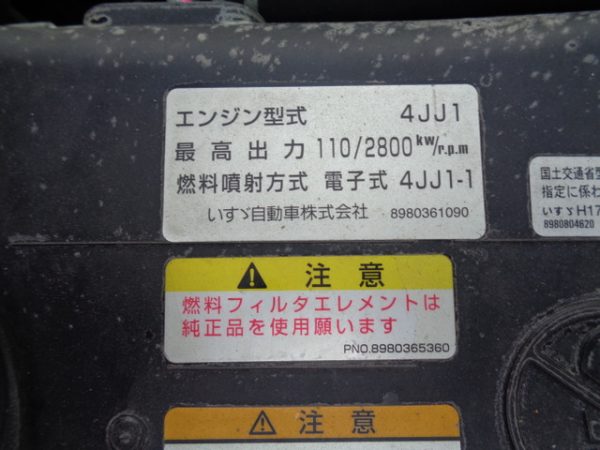 エンジン型式 4JJ1
最高出力 110/2800kW/r.p.m
燃料噴射方式 電子式 4JJ1-1
いすゞ自動車株式会社 8980361090
国土交通省
指定に係わ
いすゞH17
8980804620
注意
燃料フィルタエレメントは
純正品を使用願います
PNO.8980365360
注意